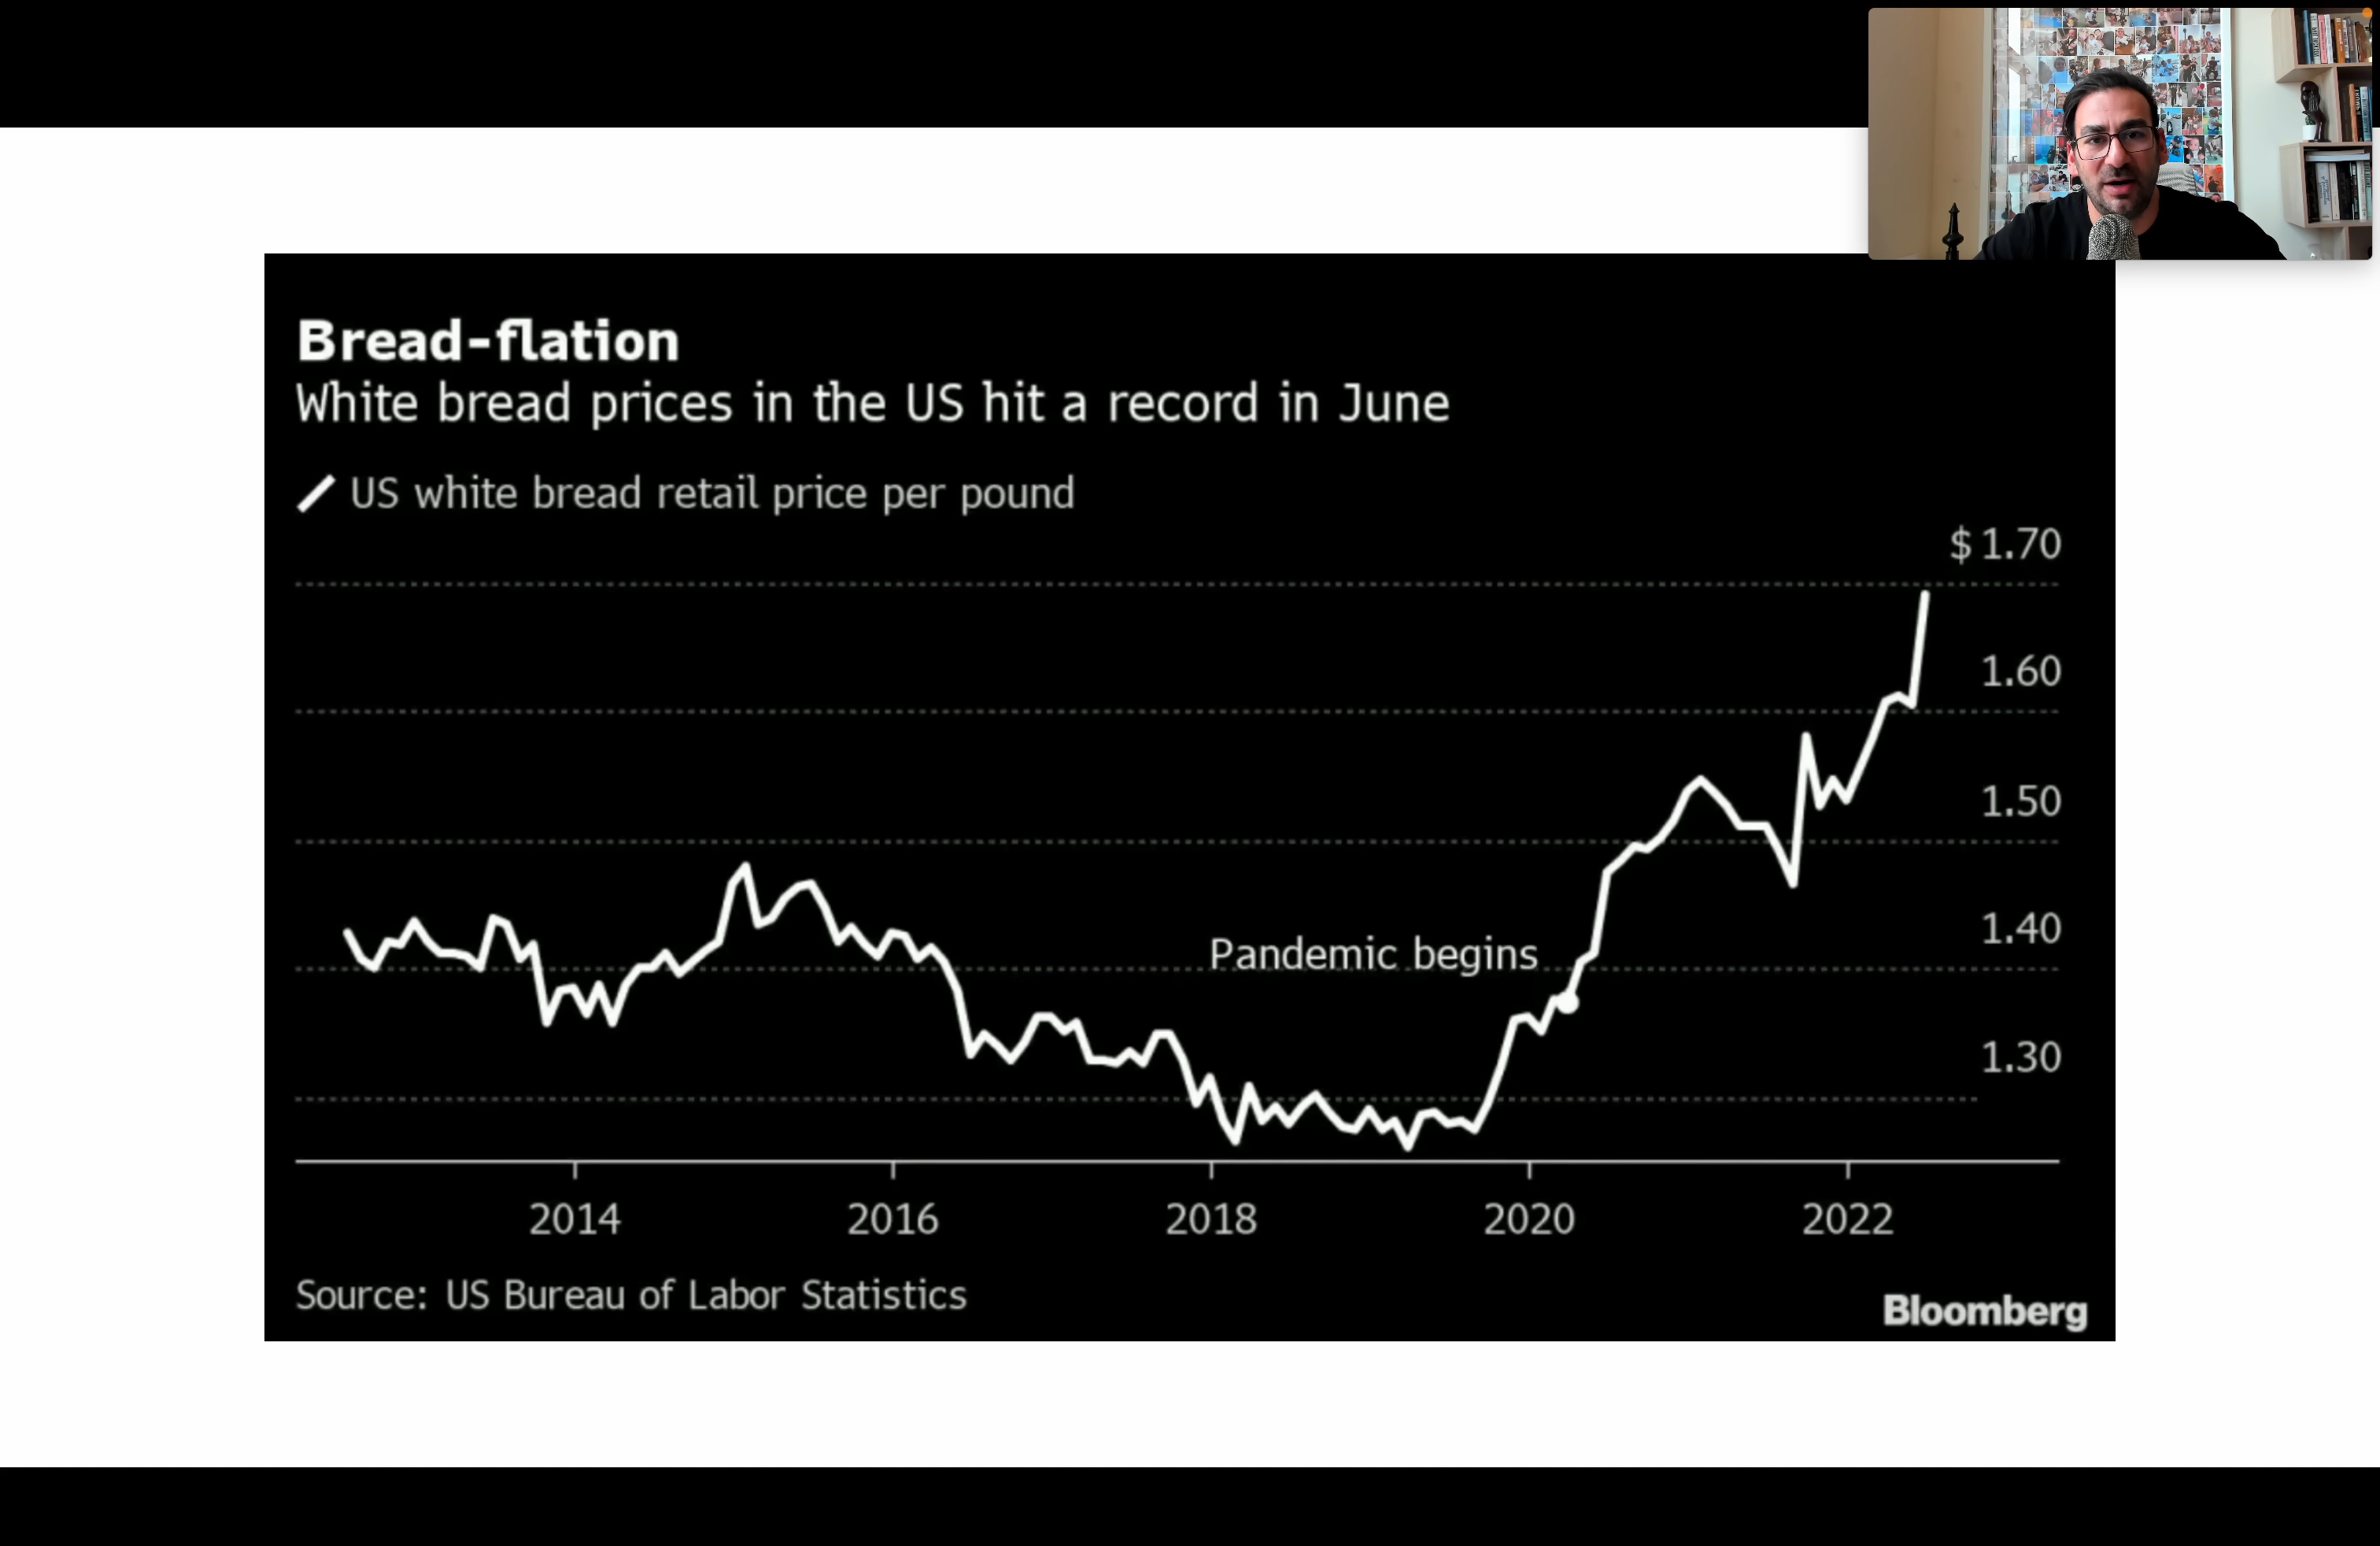 Bread-flation
White bread prices in the US hit a record in June
US white bread retail price per pound
$1.70
1.60
1.50
1.40
Pandemic begins
1.30
2014 2016 2018 2020 2022
Source: US Bureau of Labor Statistics
Bloomberg